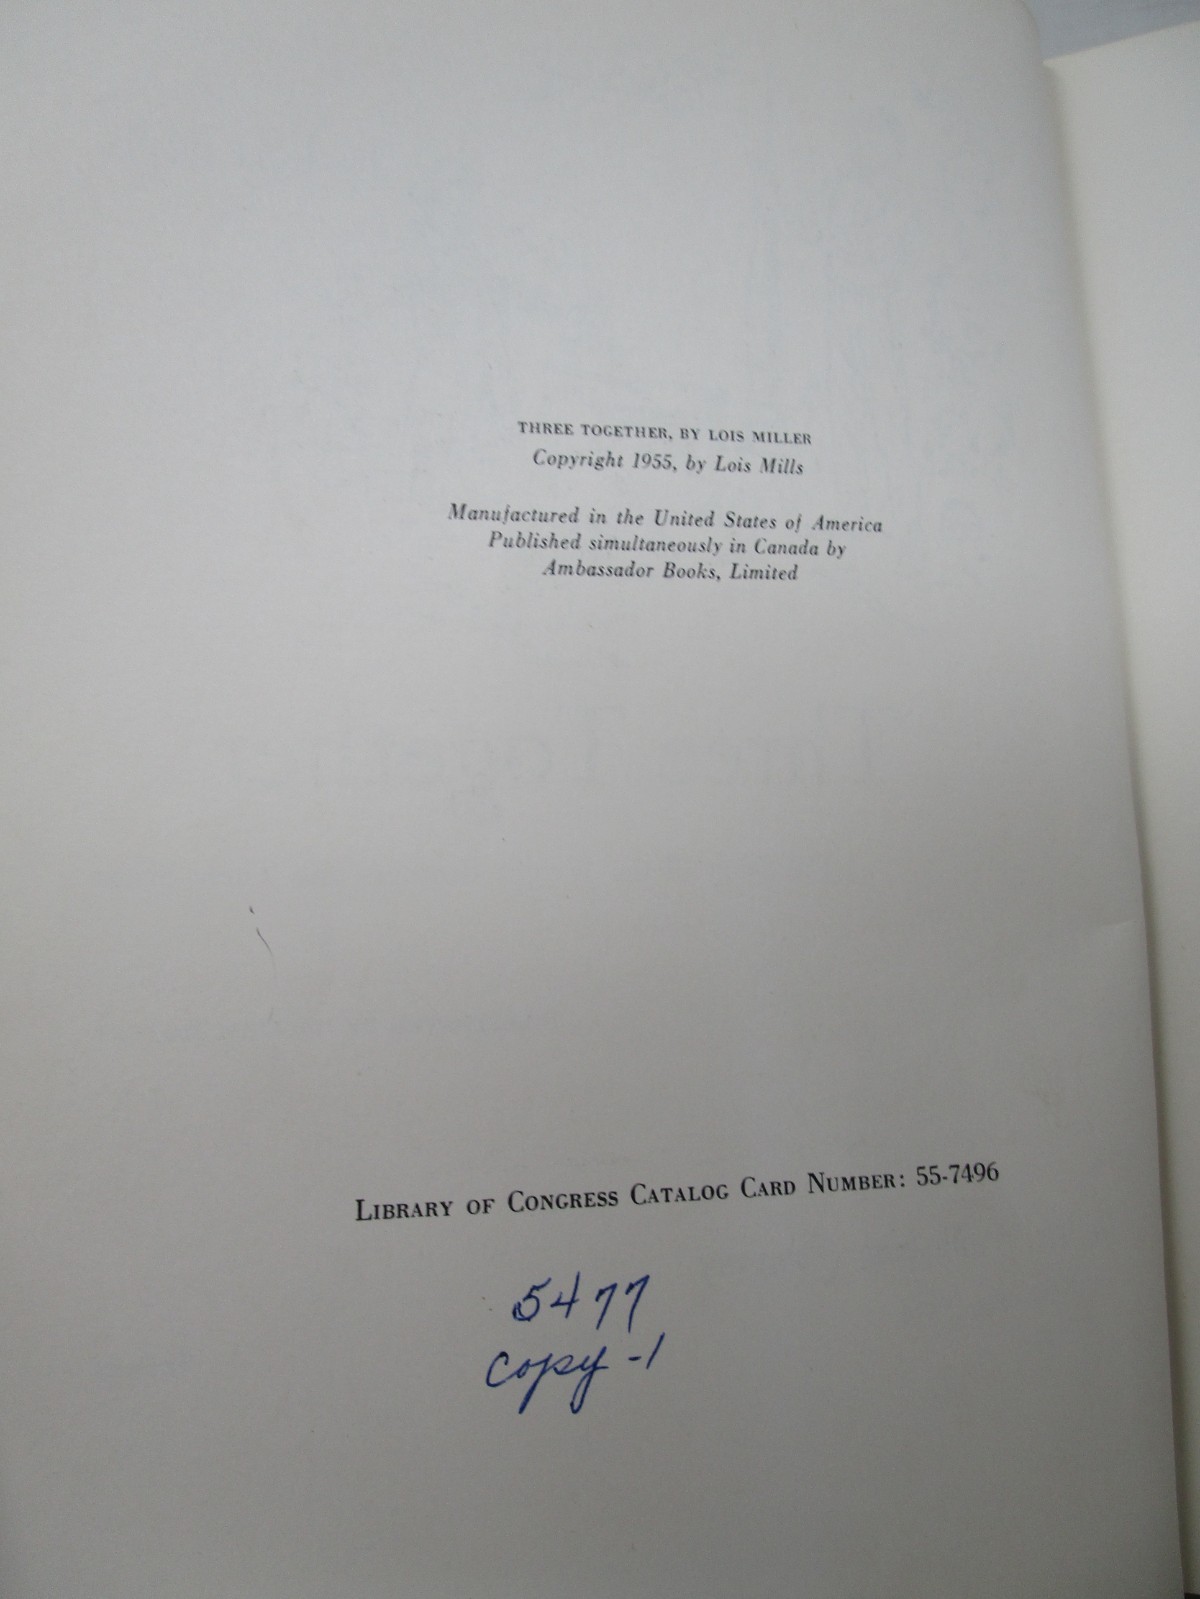 THREE TOGETHER, BY LOIS MILLER
Copyright 1955, by Lois Mills
Manufactured in the United States of America
Published simultaneously in Canada by
Ambassador Books, Limited
LIBRARY OF CONGRESS CATALOG CARD NUMBER: 55-7496
5477
copy -1